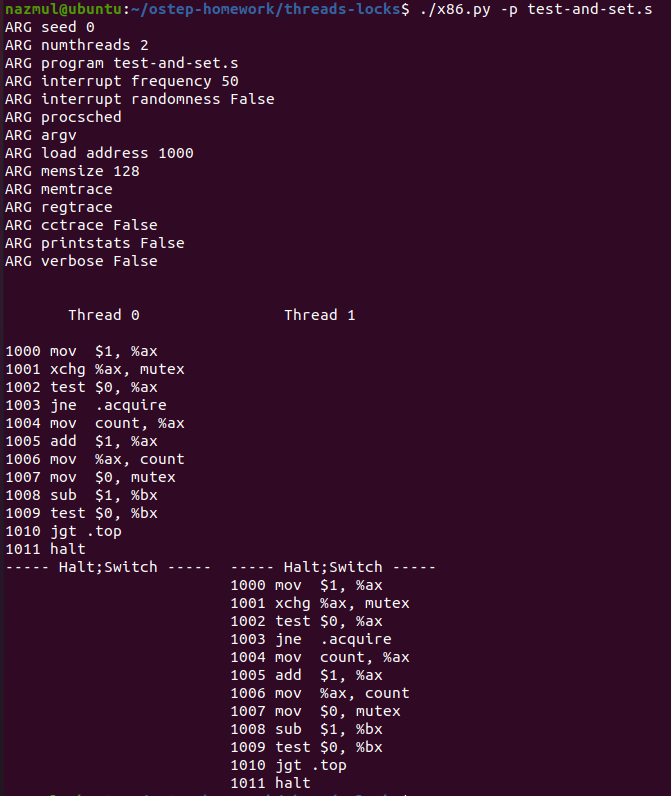 nazmul@ubuntu:~/ostep-homework/threads-locks$ ./x86.py -p test-and-set.s
ARG seed 0
ARG numthreads 2
ARG program test-and-set.s
ARG interrupt frequency 50
ARG interrupt randomness False
ARG procsched
ARG argv
ARG load address 1000
ARG memsize 128
ARG memtrace
ARG regtrace
ARG cctrace False
ARG printstats False
ARG verbose False
Thread 0                Thread 1
1000 mov  $1, %ax
1001 xchg %ax, mutex
1002 test $0, %ax
1003 jne  .acquire
1004 mov  count, %ax
1005 add  $1, %ax
1006 mov  %ax, count
1007 mov  $0, mutex
1008 sub  $1, %bx
1009 test $0, %bx
1010 jgt .top
1011 halt
----- Halt;Switch -----  ----- Halt;Switch -----
1000 mov  $1, %ax
1001 xchg %ax, mutex
1002 test $0, %ax
1003 jne  .acquire
1004 mov  count, %ax
1005 add  $1, %ax
1006 mov  %ax, count
1007 mov  $0, mutex
1008 sub  $1, %bx
1009 test $0, %bx
1010 jgt .top
1011 halt